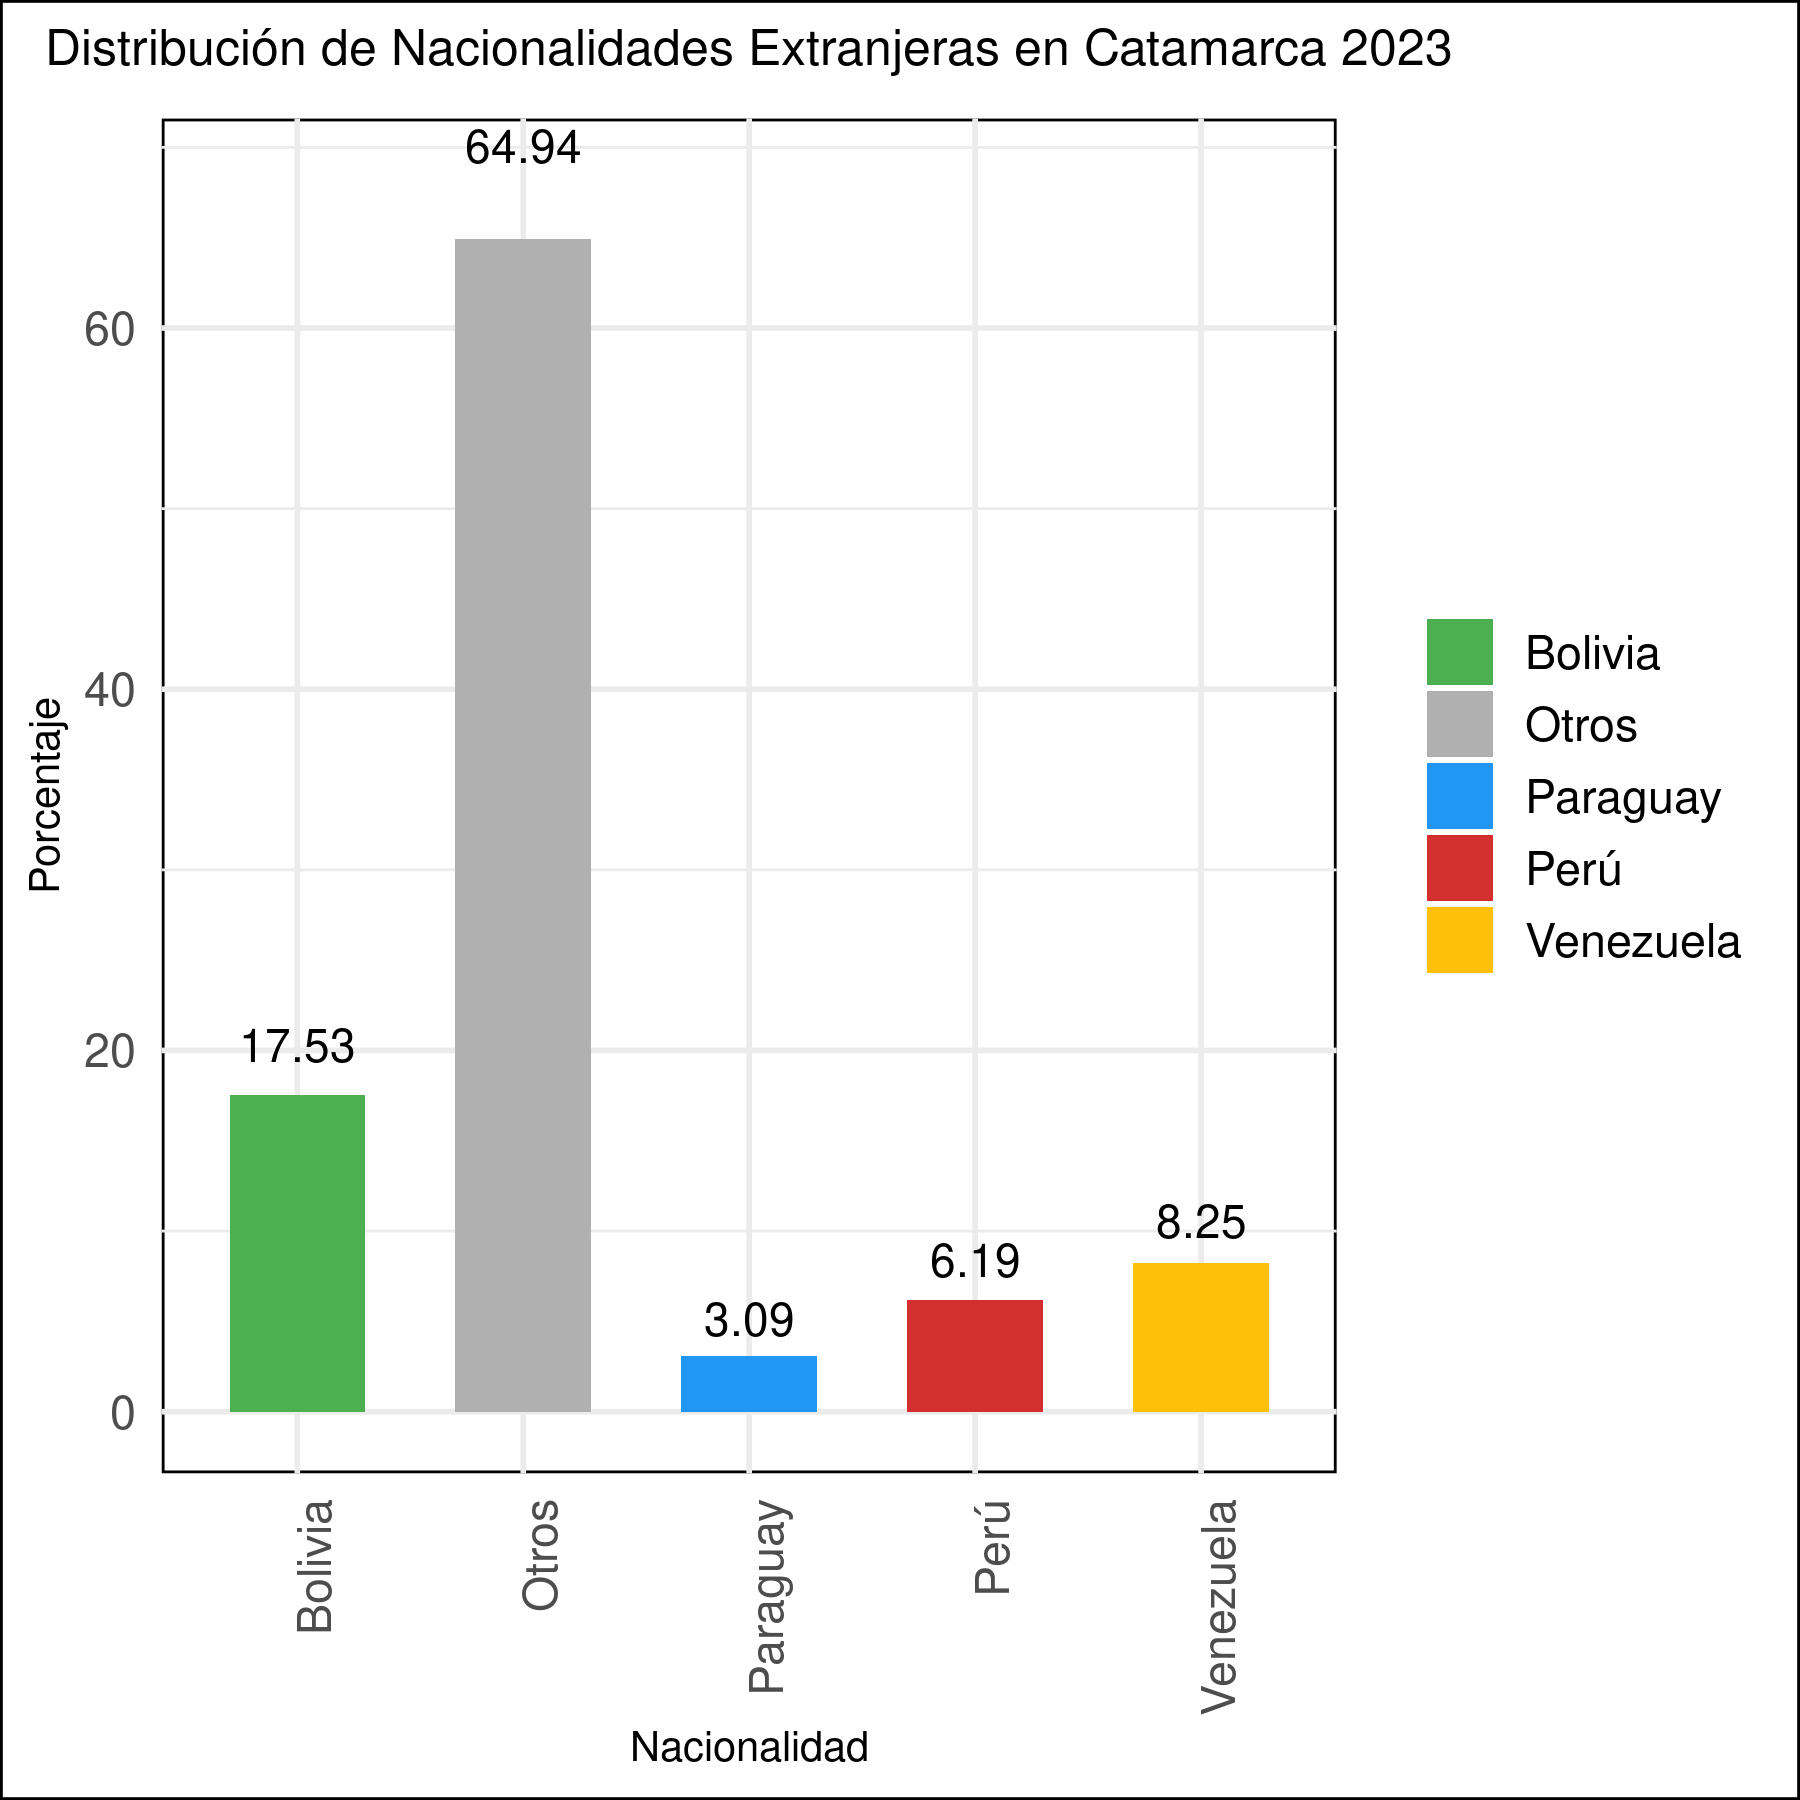 Distribución de Nacionalidades Extranjeras en Catamarca 2023
Porcentaje
60
40
20
0
17.53
64.94
3.09
6.19
8.25
Bolivia
Otros
Paraguay
Perú
Venezuela
Nacionalidad
Bolivia
Otros
Paraguay
Perú
Venezuela